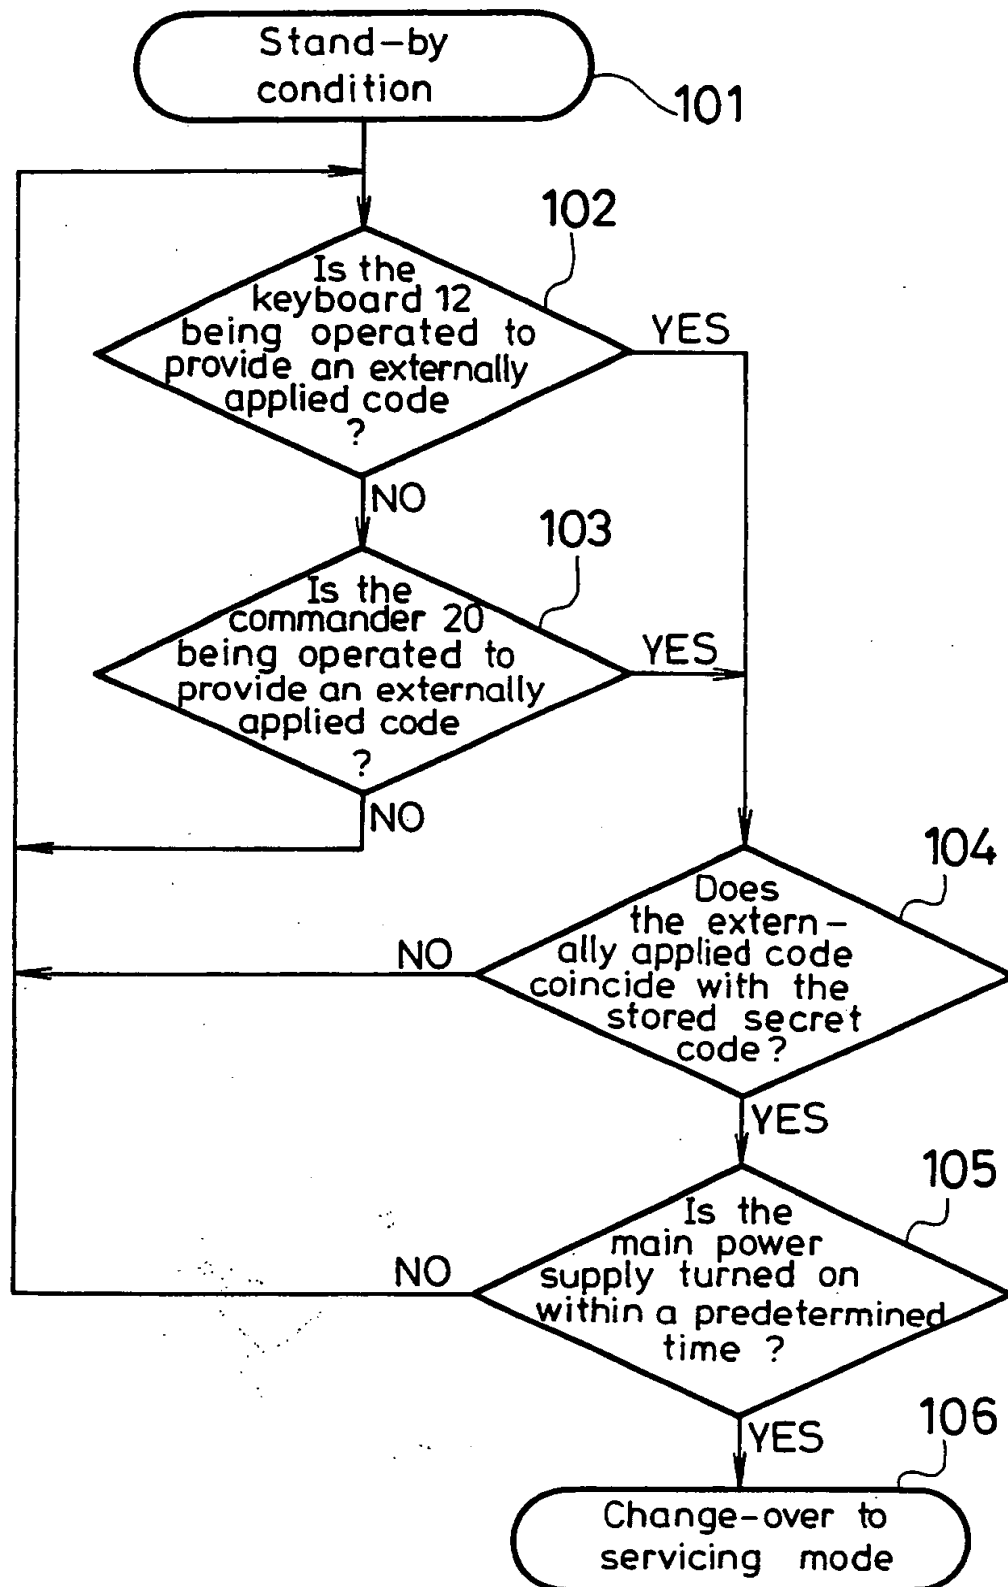 Stand-by
condition
101
102
Is the
keyboard 12
being operated to
provide an externally
applied code
?
YES
NO
103
Is the
commander 20
being operated to
provide an externally
applied code
?
YES
NO
104
Does
the extern-
ally applied code
coincide with the
stored secret
code?
NO
YES
105
Is the
main power
supply turned on
within a predetermined
time ?
NO
YES
106
Change-over to
servicing mode